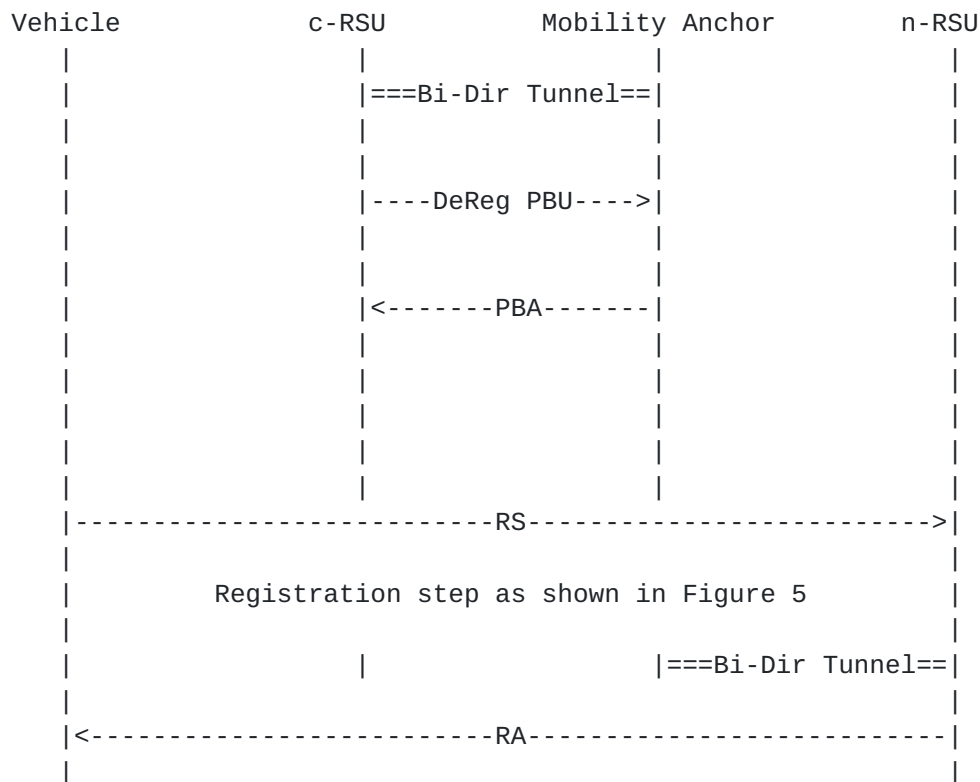 Vehicle            c-RSU          Mobility Anchor        n-RSU
|                  |                  |                  |
|                  |===Bi-Dir Tunnel==|                  |
|                  |                  |                  |
|                  |                  |                  |
|                  |----DeReg PBU---->|                  |
|                  |                  |                  |
|                  |                  |                  |
|                  |<-------PBA-------|                  |
|                  |                  |                  |
|                  |                  |                  |
|                  |                  |                  |
|                  |                  |                  |
|                  |                  |                  |
|---------------------------RS-------------------------->|
|                                                        |
|         Registration step as shown in Figure 5         |
|                                                        |
|                  |                  |===Bi-Dir Tunnel==|
|                                                        |
|<--------------------------RA---------------------------|
|                                                        |